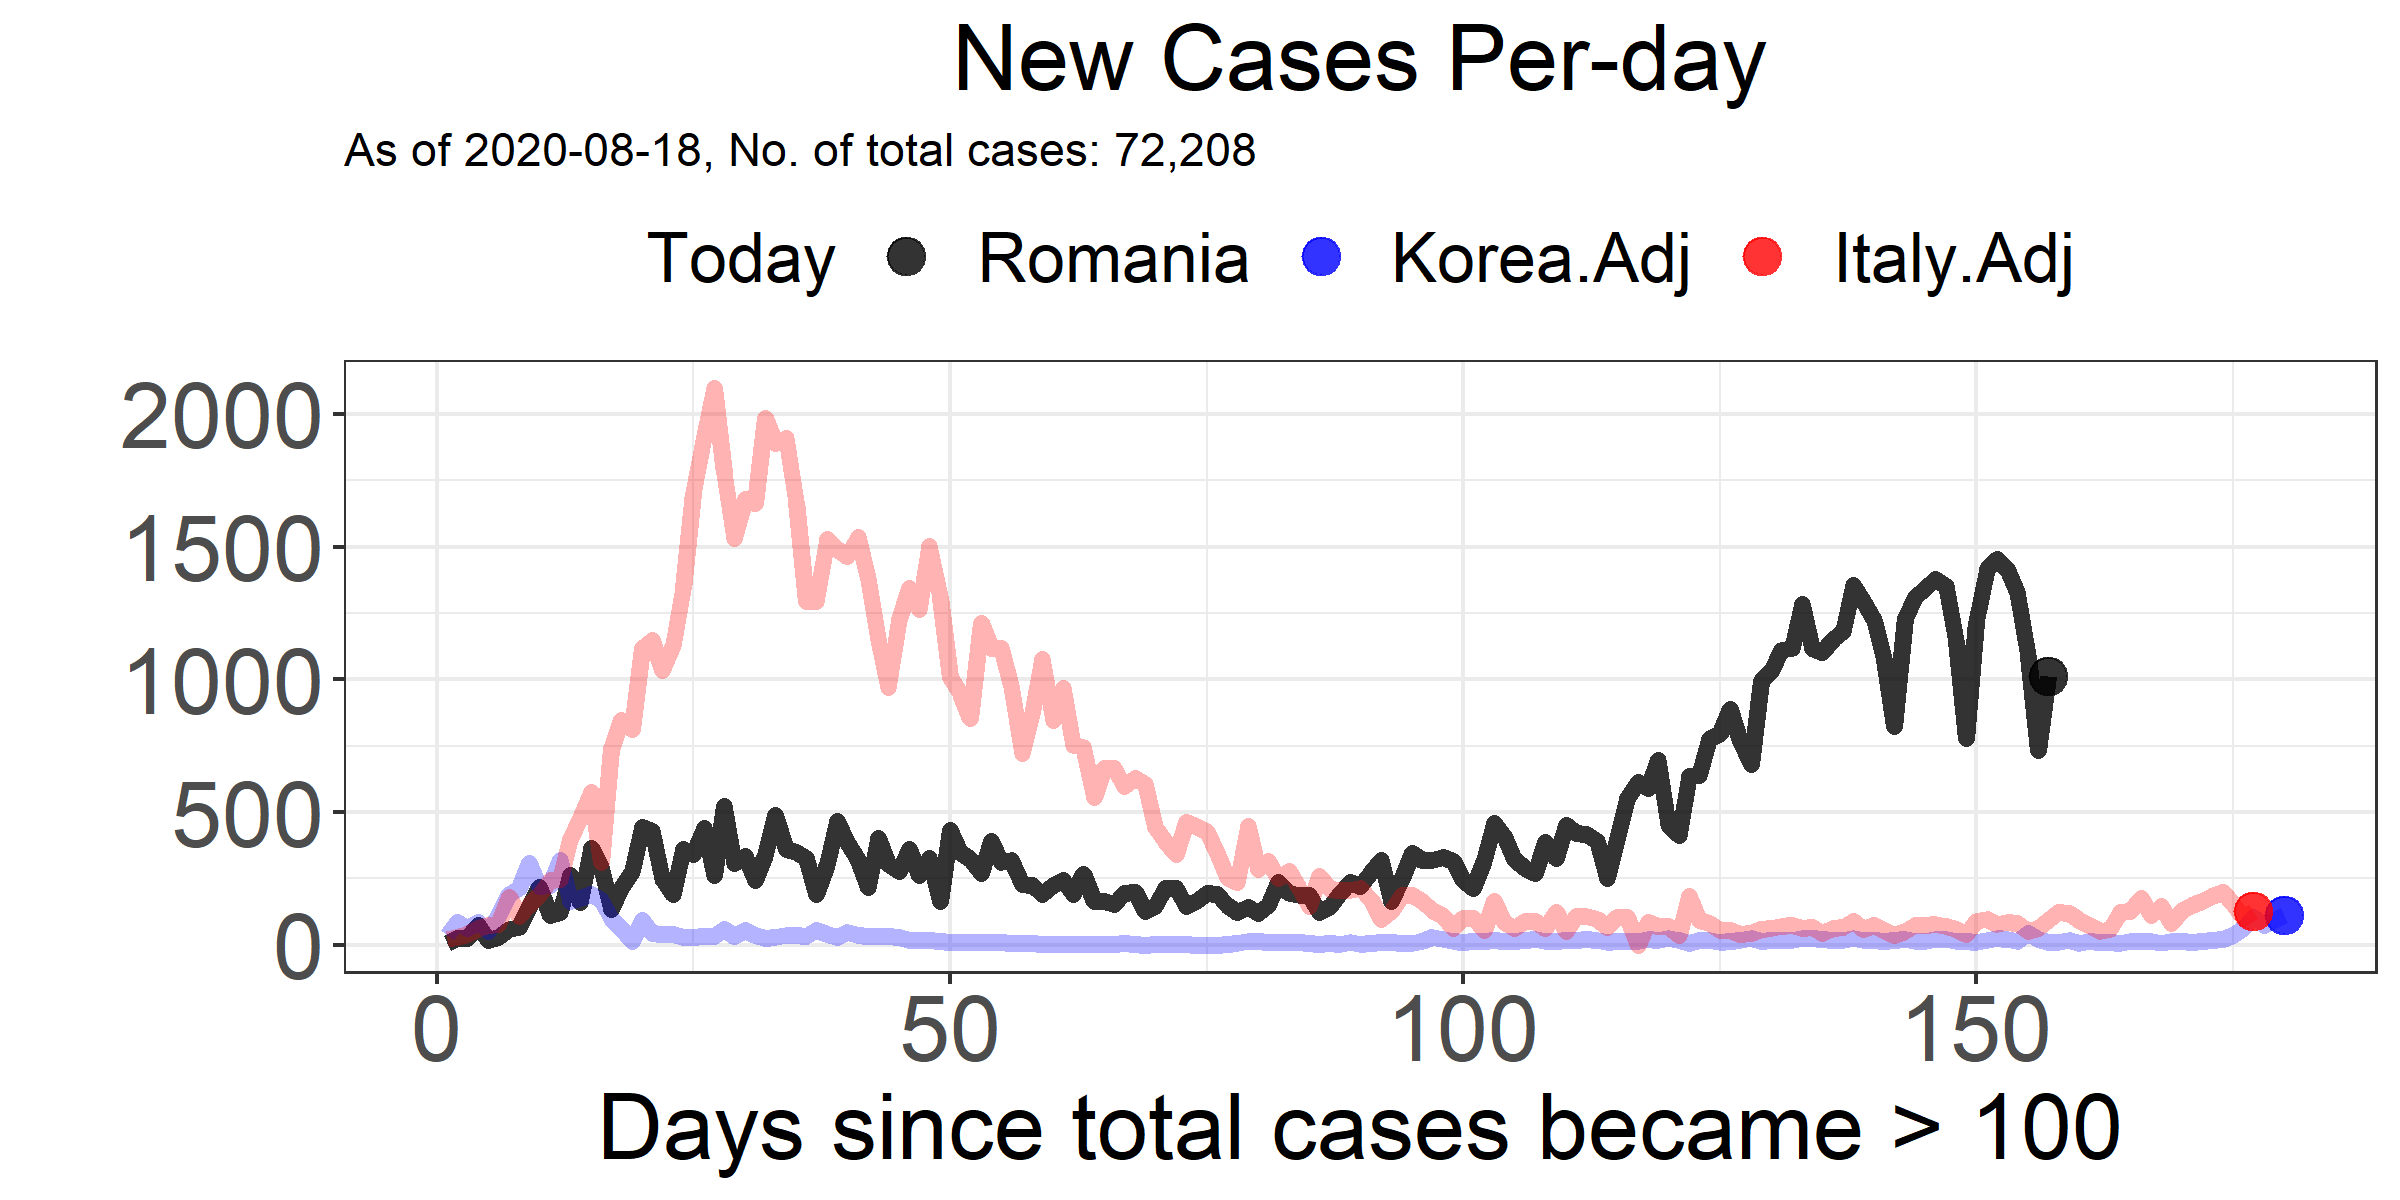 New Cases Per-day
As of 2020-08-18, No. of total cases: 72,208
Today Romania Korea.Adj Italy.Adj
2000
1500
1000
500
0
0 50 100 150
Days since total cases became > 100